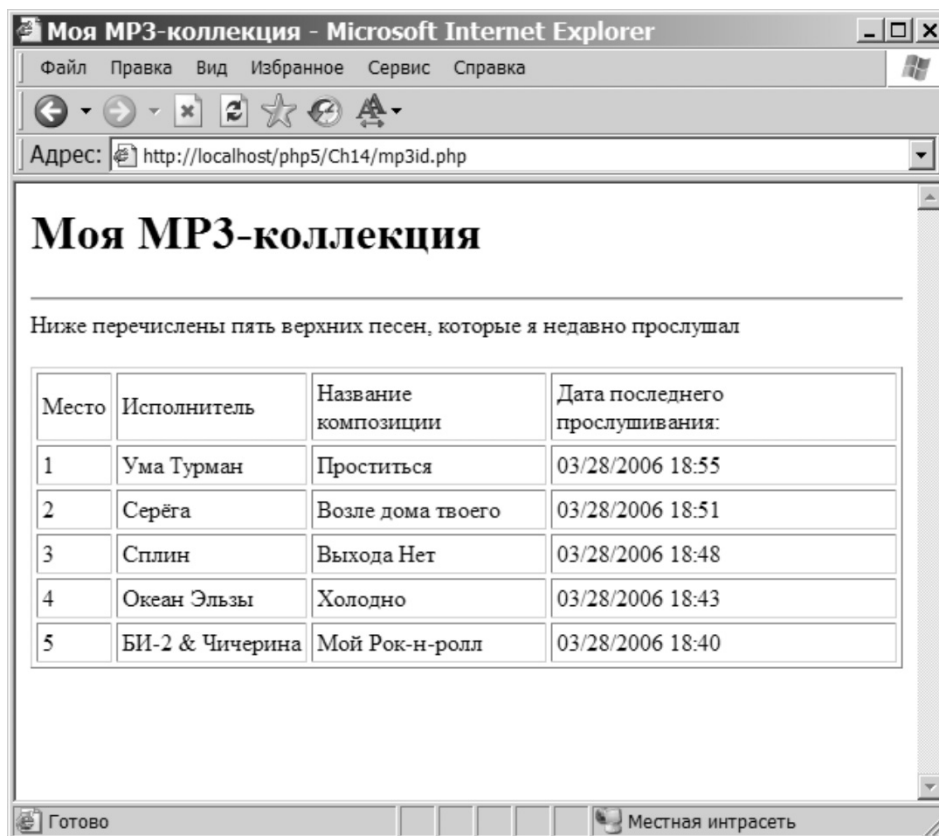 Моя MP3-коллекция - Microsoft Internet Explorer
Файл Правка Вид Избранное Сервис Справка
Адрес: http://localhost/php5/Ch14/mp3id.php
Моя MP3-коллекция
Ниже перечислены пять верхних песен, которые я недавно прослушал
Место Исполнитель Название композиции Дата последнего прослушивания:
1 Ума Турман Проститься 03/28/2006 18:55
2 Серёга Возле дома твоего 03/28/2006 18:51
3 Сплин Выхода Нет 03/28/2006 18:48
4 Океан Эльзы Холодно 03/28/2006 18:43
5 БИ-2 & Чичерина Мой Рок-н-ролл 03/28/2006 18:40
Готово Местная интрасеть